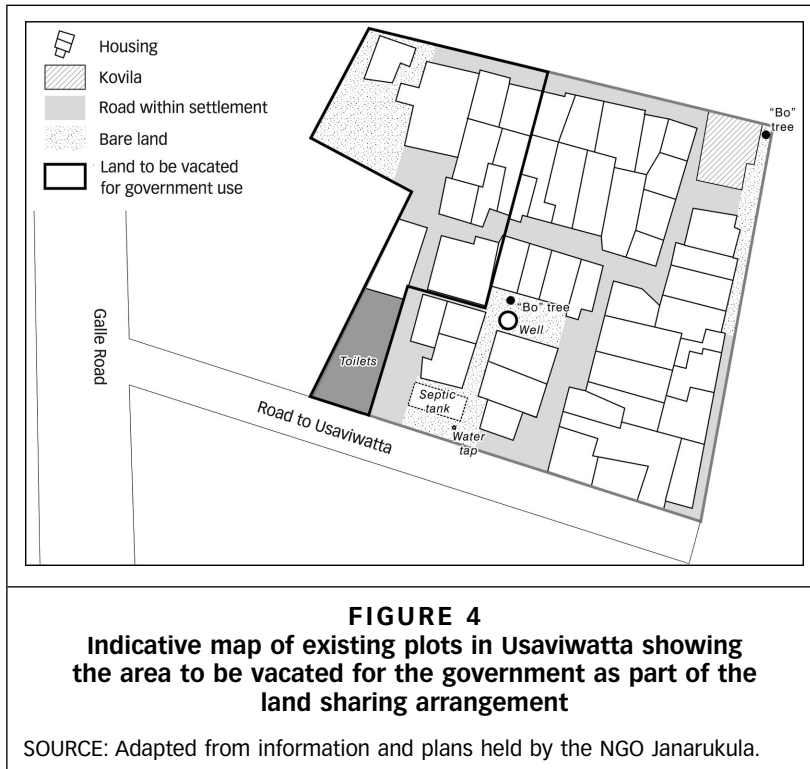 Housing
Kovila
Road within settlement
Bare land
Land to be vacated
for government use
"Bo"
tree
"Bo" tree
Well
Galle Road
Toilets
Septic
tank
Water
tap
Road to Usaviwatta
FIGURE 4
Indicative map of existing plots in Usaviwatta showing
the area to be vacated for the government as part of the
land sharing arrangement
SOURCE: Adapted from information and plans held by the NGO Janarukula.